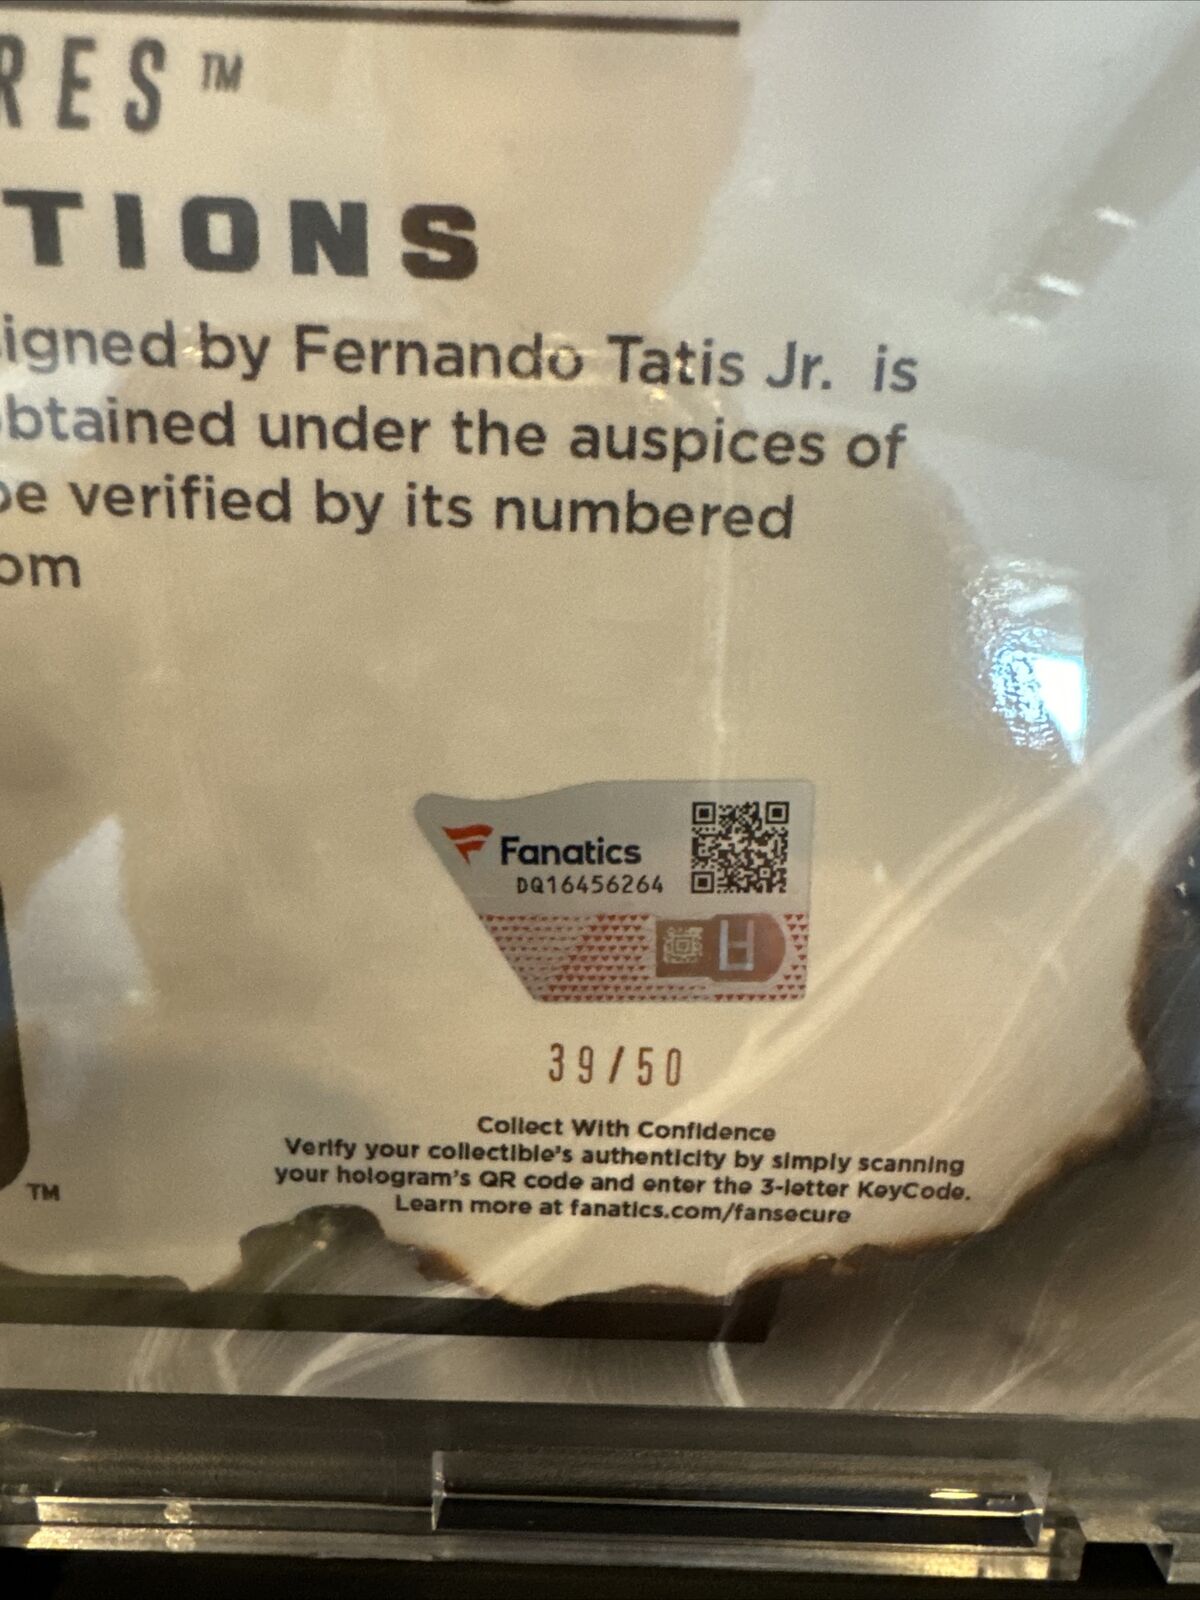 RES™
TIONS
igned by Fernando Tatis Jr. is
btained under the auspices of
be verified by its numbered
om
Fanatics
DQ16456264
39/50
Collect With Confidence
Verify your collectible's authenticity by simply scanning
your hologram's QR code and enter the 3-letter KeyCode.
Learn more at fanatics.com/fansecure
TM